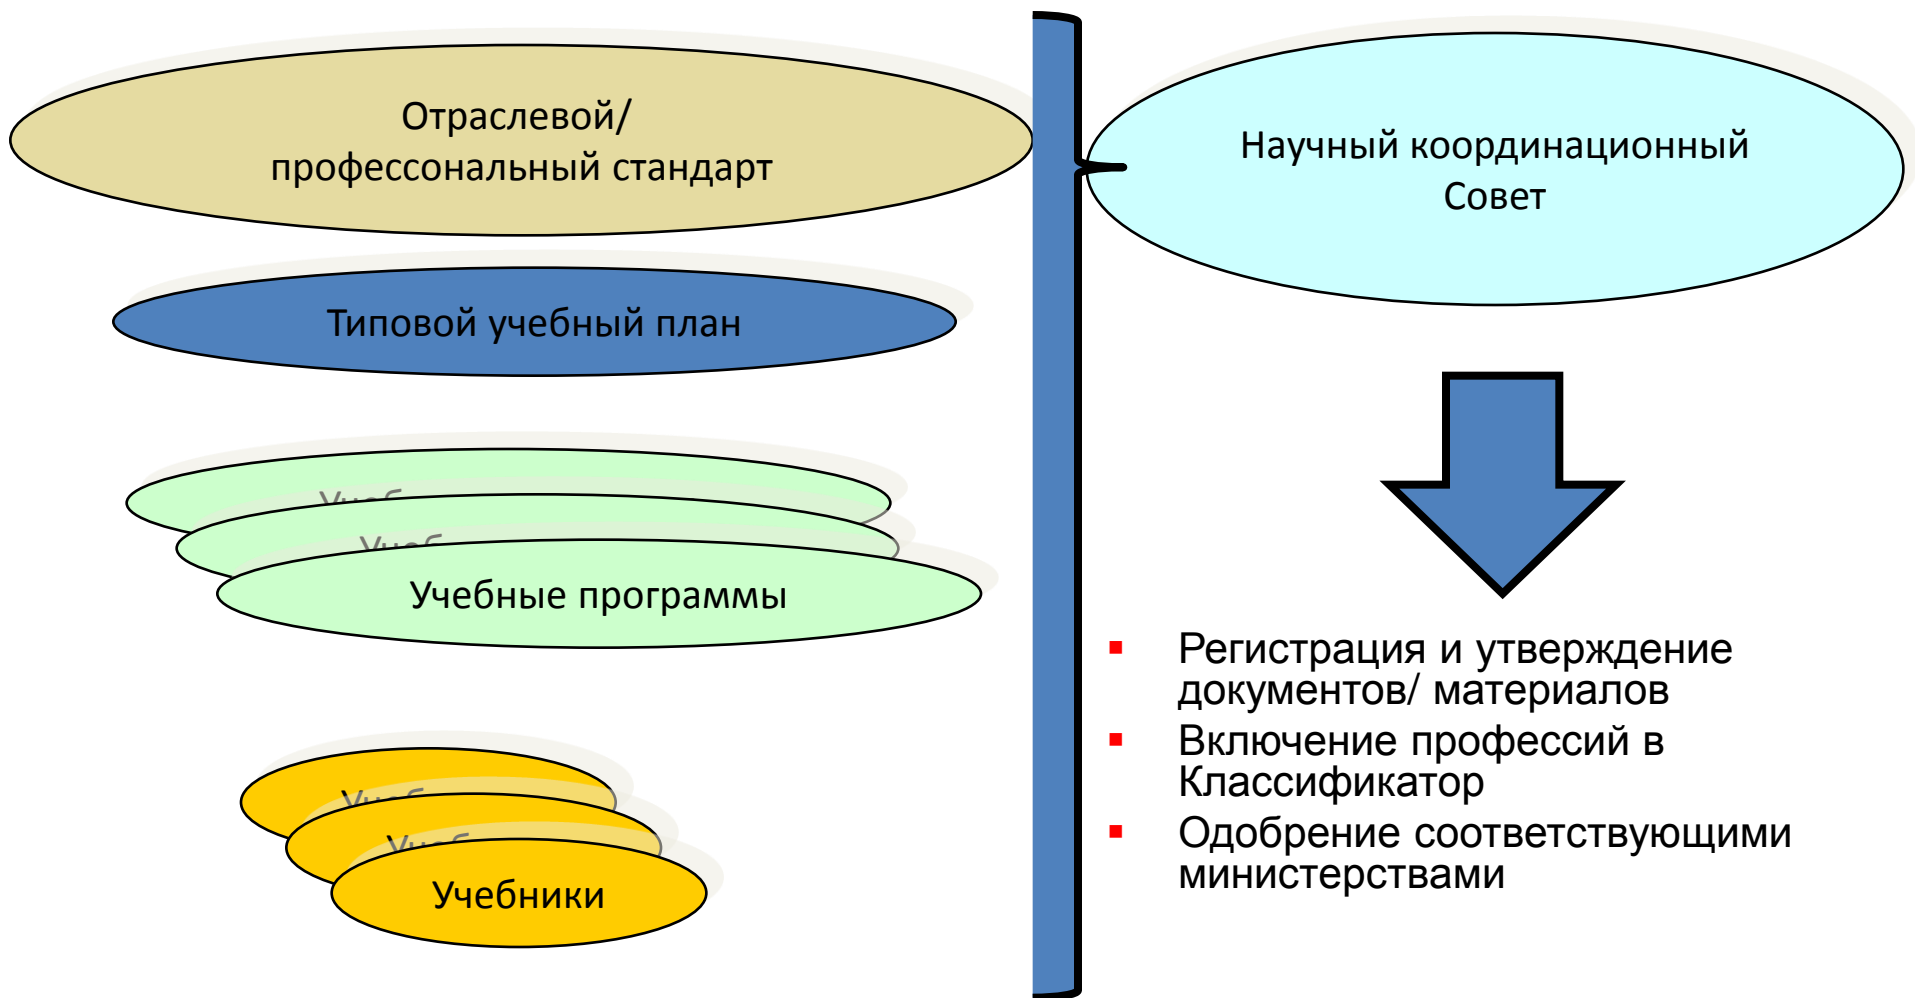 Отраслевой/
профессональный стандарт
Типовой учебный план
Учебные программы
Учебники
Научный координационный
Совет
▪ Регистрация и утверждение
документов/ материалов
▪ Включение профессий в
Классификатор
▪ Одобрение соответствующими
министерствами